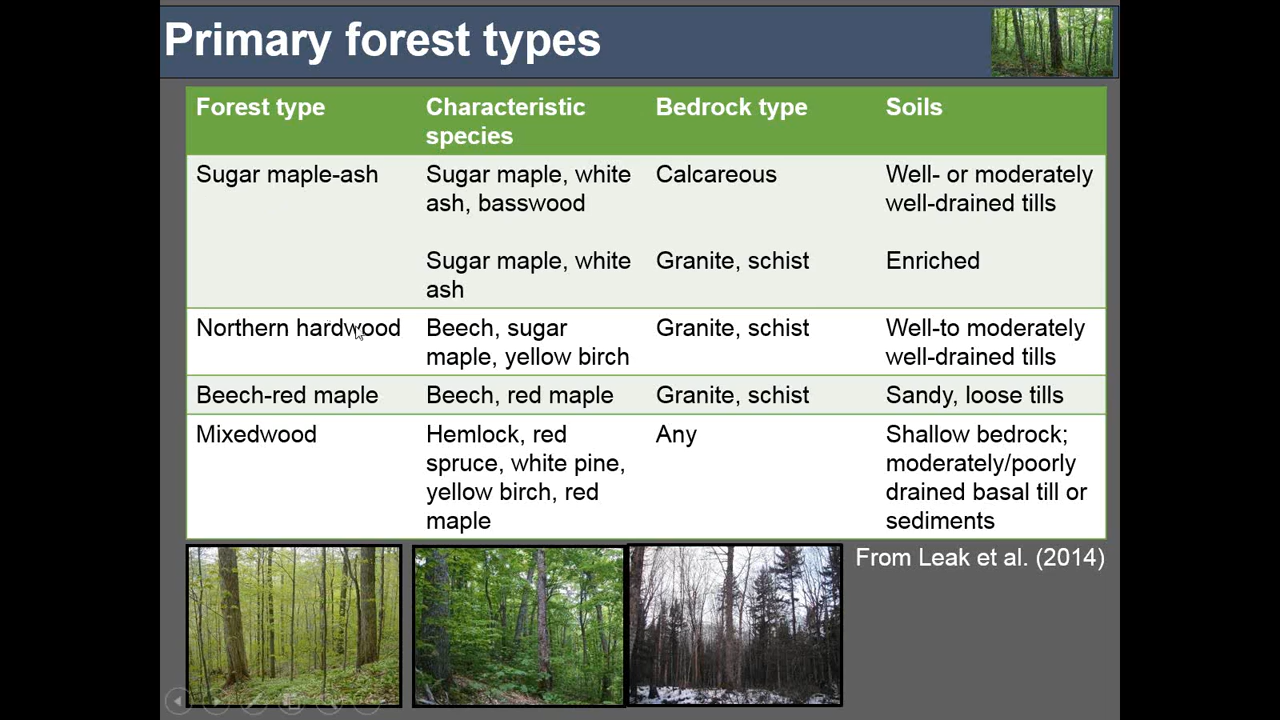 Primary forest types
Forest type
Characteristic
species
Bedrock type
Soils
Sugar maple-ash
Sugar maple, white
ash, basswood
Calcareous
Well- or moderately
well-drained tills
Sugar maple, white
ash
Granite, schist
Enriched
Northern hardwood
Beech, sugar
maple, yellow birch
Granite, schist
Well-to moderately
well-drained tills
Beech-red maple
Beech, red maple
Granite, schist
Sandy, loose tills
Mixedwood
Hemlock, red
spruce, white pine,
yellow birch, red
maple
Any
Shallow bedrock;
moderately/poorly
drained basal till or
sediments
From Leak et al. (2014)